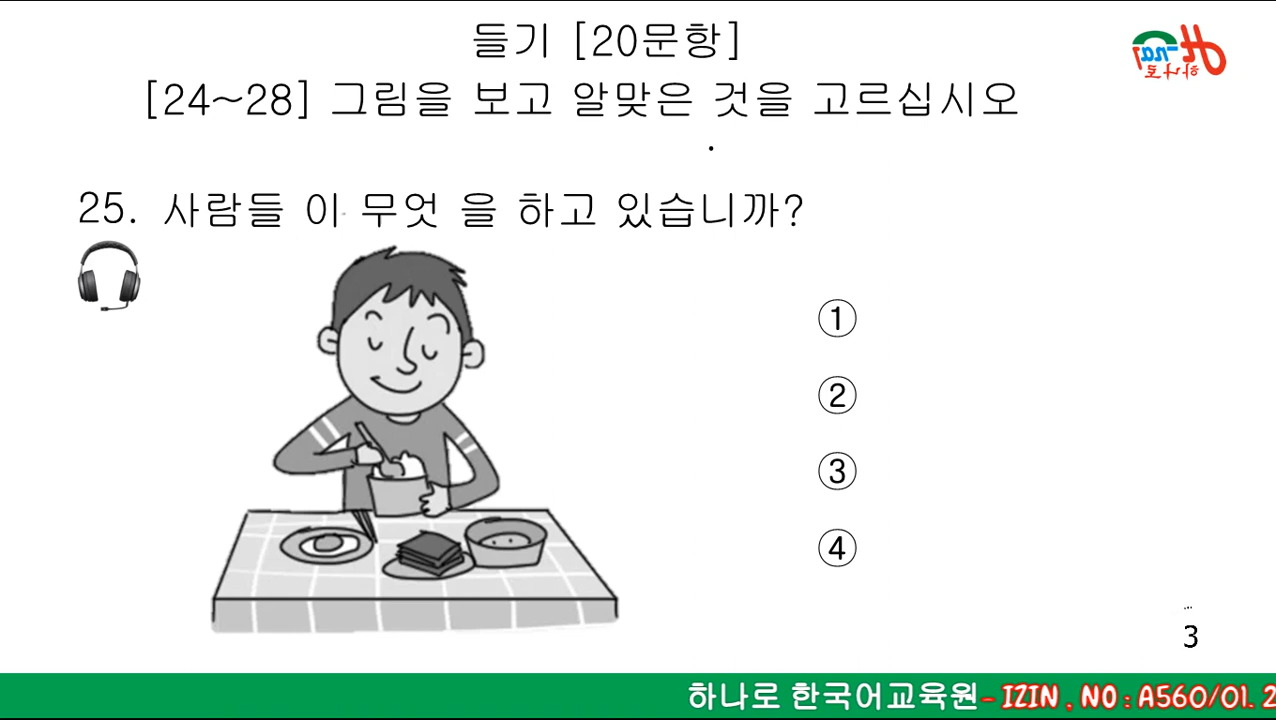 듣기 [20문항]
[24~28] 그림을 보고 알맞은 것을 고르십시오
.
25. 사람들 이 무엇 을 하고 있습니까?
①
②
③
④
3
하나로 한국어교육원 - IZIN . NO : A560/01. 2